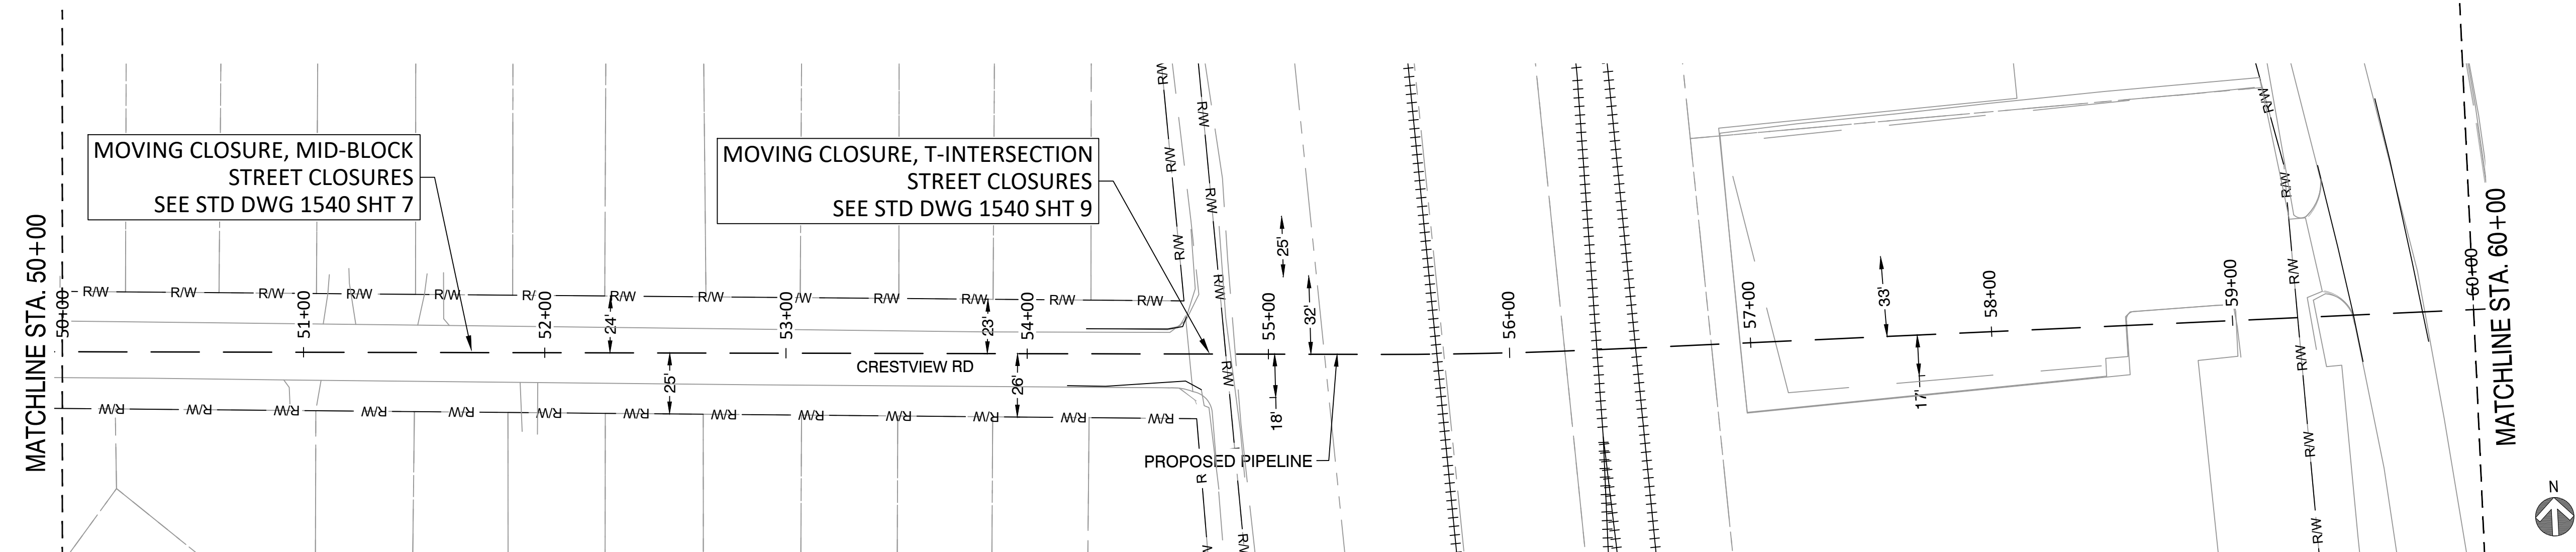 MATCHLINE STA. 50+00
MOVING CLOSURE, MID-BLOCK
STREET CLOSURES
SEE STD DWG 1540 SHT 7
MOVING CLOSURE, T-INTERSECTION
STREET CLOSURES
SEE STD DWG 1540 SHT 9
R/W R/W R/W R/W R/W R/ R/W R/W /W R/W R/W R/W R/W
50+00
51+00
52+00
24'
53+00
23'
54+00
CRESTVIEW RD
25'
26'
R/W R/W R/W R/W R/W R/W R/W R/W R/W R/W R/W R/W R/W
R/W
R/W
R/W
R/W
R/W
R/W
R/W
R
R/W
25'
55+00
32'
18'
PROPOSED PIPELINE
56+00
57+00
33'
17'
58+00
59+00
R/W
R/W
R/W
R/W
R/W
R/W
60+00
MATCHLINE STA. 60+00
N